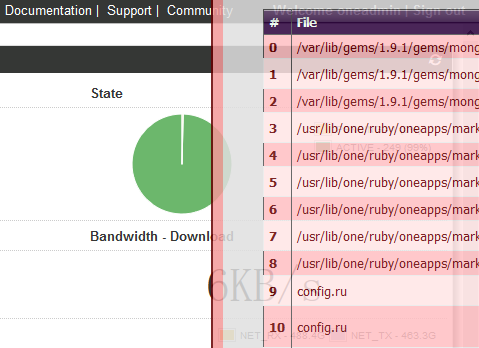 Documentation | Support | Community Welcome oneadmin | Sign out
# File
0 /var/lib/gems/1.9.1/gems/mong
1 /var/lib/gems/1.9.1/gems/mong
2 /var/lib/gems/1.9.1/gems/mong
3 /usr/lib/one/ruby/oneapps/mark
4 /usr/lib/one/ruby/oneapps/mark
5 /usr/lib/one/ruby/oneapps/mark
6 /usr/lib/one/ruby/oneapps/mark
7 /usr/lib/one/ruby/oneapps/mark
8 /usr/lib/one/ruby/oneapps/mark
9 config.ru
10 config.ru
State
ACTIVE - 249 (99%)
Bandwidth - Download
6KB/s
NET_RX - 488.4G NET_TX - 463.3G